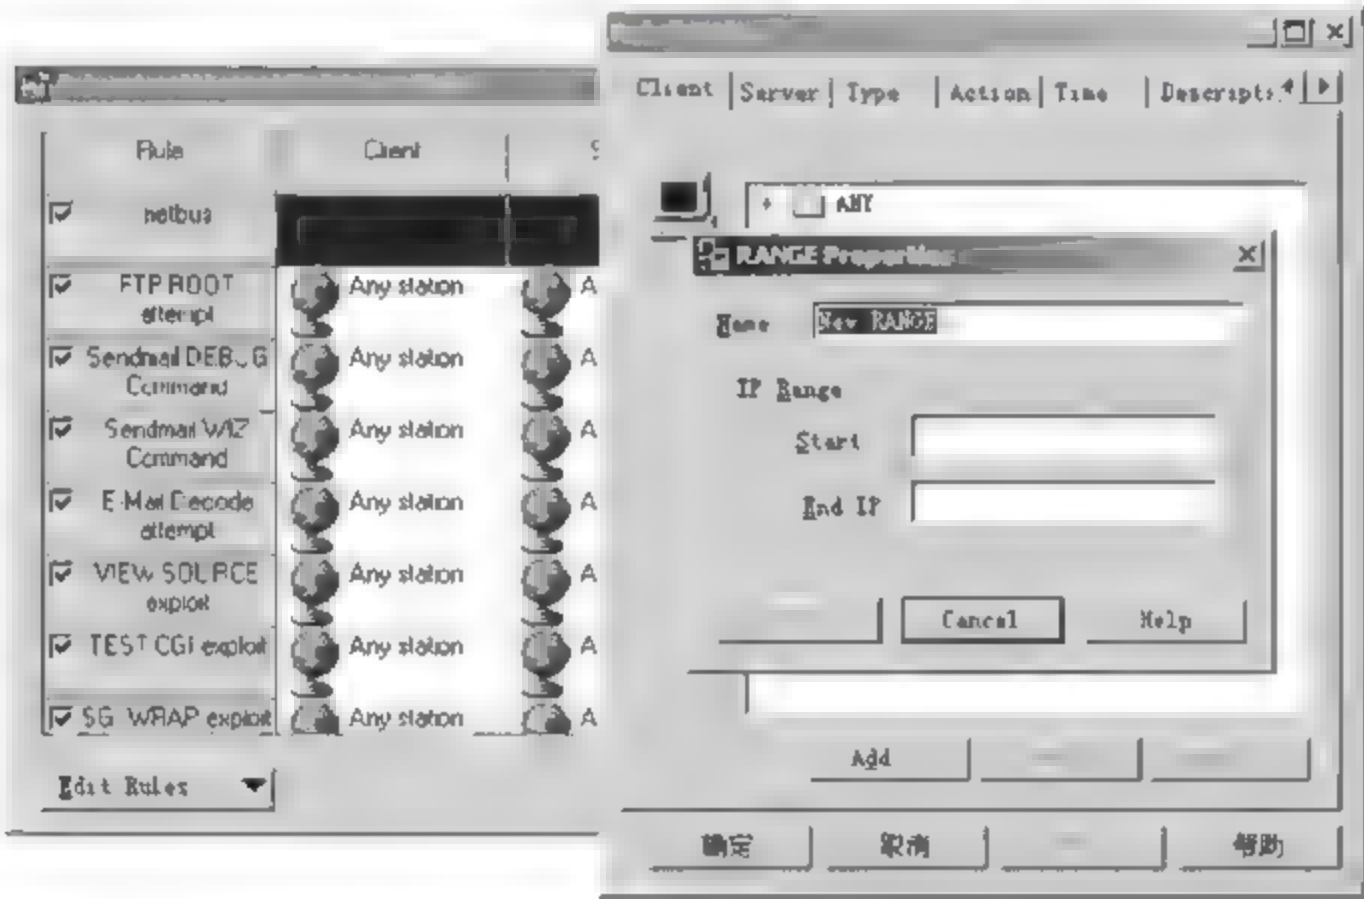 Rule Client
netbus
FTP ROOT Any station A
attempt
Sendmail DEBUG Any station A
Command
Sendmail WIZ Any station A
Command
E-Mail Decode Any station A
attempt
VIEW SOURCE Any station A
exploit
TEST CGI exploit Any station A
SGI WRAP exploit Any station A
Edit Rules
Client Server Type Action Time Descripti
ANY
RANGE Properties
Name New RANGE
IP Range
Start
End IP
Cancel Help
Add
确定 取消 帮助